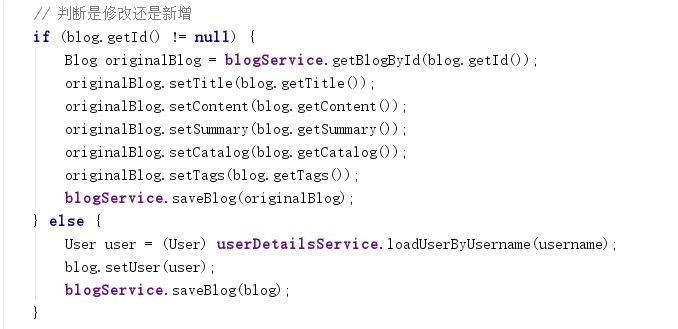 // 判断是修改还是新增
if (blog.getId() != null) {
Blog originalBlog = blogService.getBlogById(blog.getId());
originalBlog.setTitle(blog.getTitle());
originalBlog.setContent(blog.getContent());
originalBlog.setSummary(blog.getSummary());
originalBlog.setCatalog(blog.getCatalog());
originalBlog.setTags(blog.getTags());
blogService.saveBlog(originalBlog);
} else {
User user = (User) userDetailsService.loadUserByUsername(username);
blog.setUser(user);
blogService.saveBlog(blog);
}